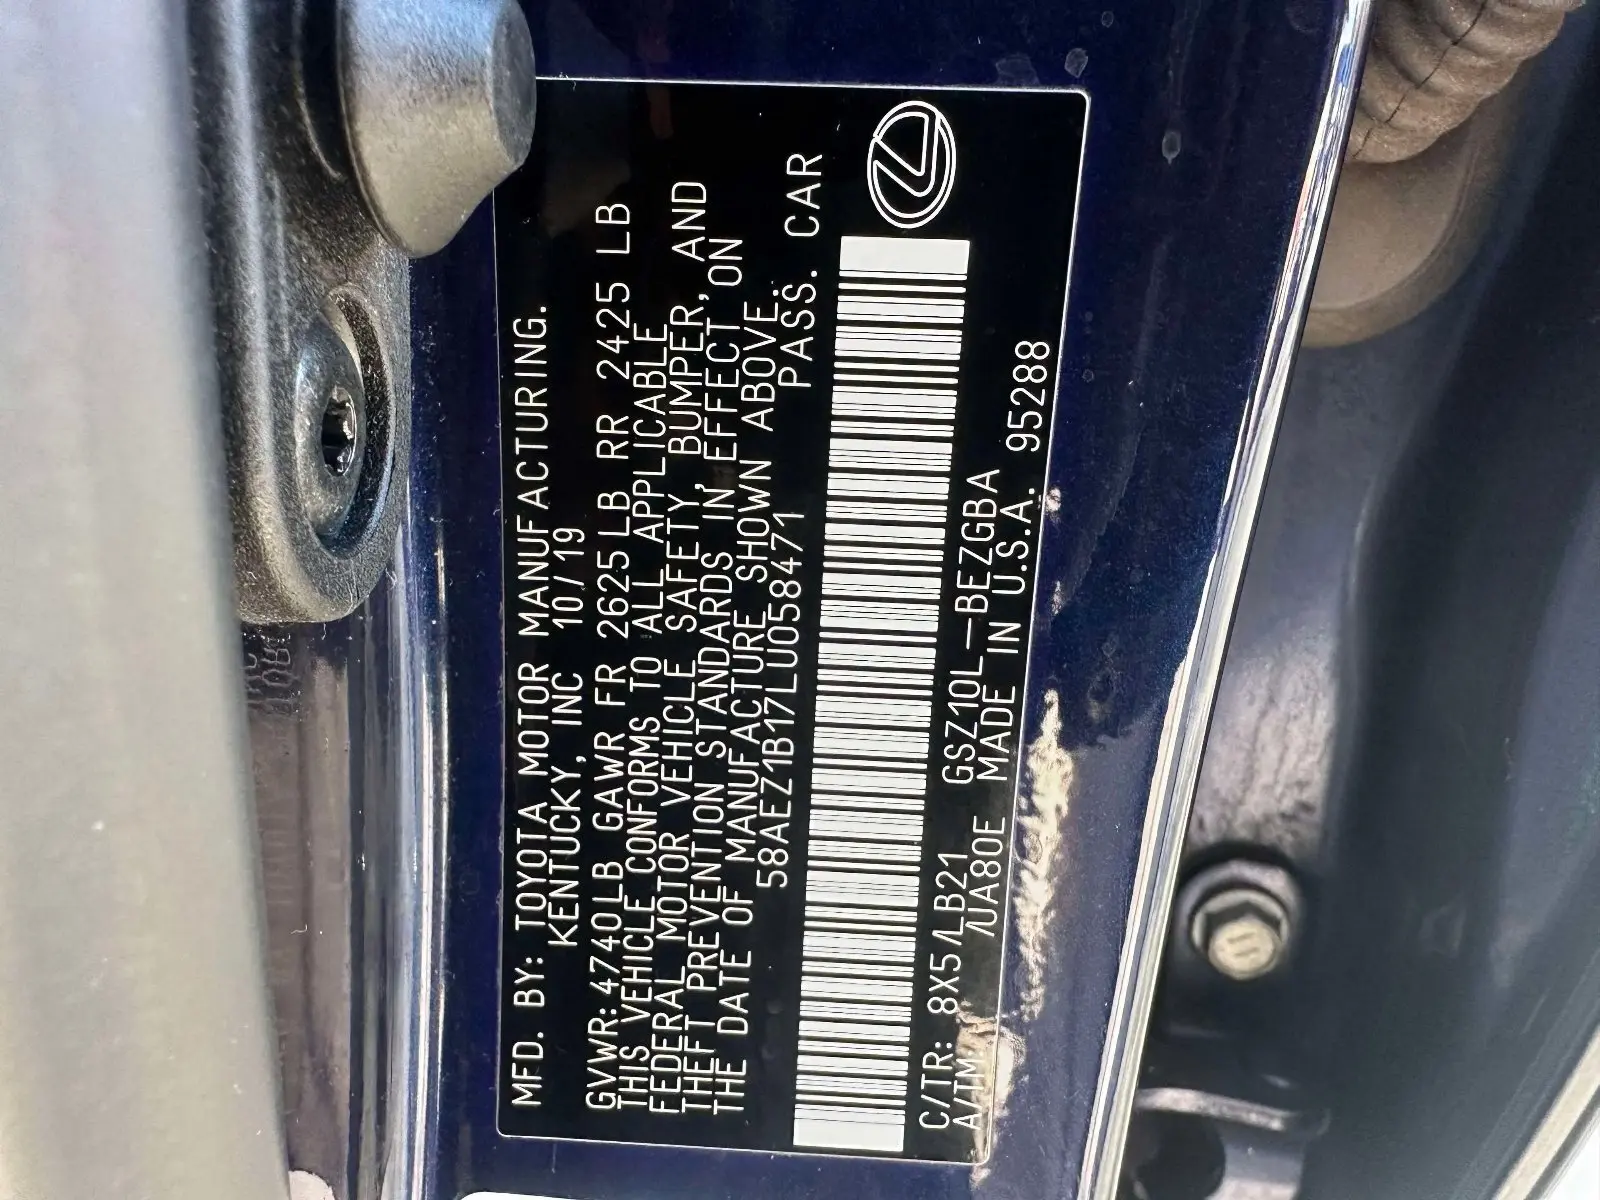 MFD. BY: TOYOTA MOTOR MANUFACTURING.
KENTUCKY, INC 10/19
GVWR: 4740LB GAWR FR 2625LB RR 2425 LB
THIS VEHICLE CONFORMS TO ALL APPLICABLE
FEDERAL MOTOR VEHICLE SAFETY, BUMPER, AND
THEFT PREVENTION STANDARDS IN EFFECT ON
THE DATE OF MANUFACTURE SHOWN ABOVE.
58AEZ1B17LU058471 PASS. CAR
C/TR: 8X5/LB21 GSZ10L-BEZGBA
A/TM: /UA80E MADE IN U.S.A. 95288